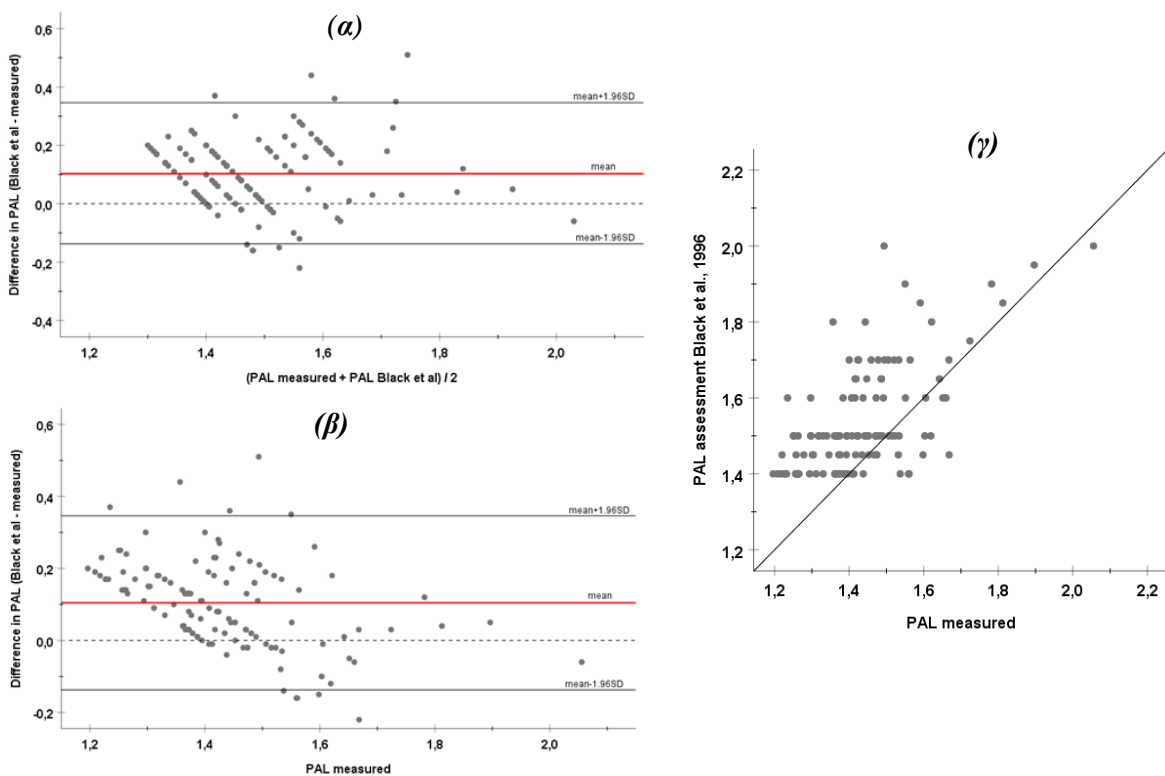 (α)
Difference in PAL (Black et al - measured)
0,6
0,4
0,2
0,0
-0,2
-0,4
mean+1.96SD
mean
mean-1.96SD
1,2
1,4
1,6
1,8
2,0
(PAL measured + PAL Black et al) / 2
(β)
Difference in PAL (Black et al - measured)
0,6
0,4
0,2
0,0
-0,2
mean+1.96SD
mean
mean-1.96SD
1,2
1,4
1,6
1,8
2,0
PAL measured
(γ)
PAL assessment Black et al., 1996
2,2
2,0
1,8
1,6
1,4
1,2
1,2
1,4
1,6
1,8
2,0
2,2
PAL measured